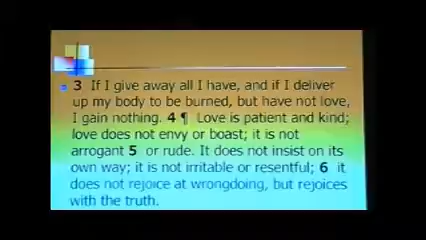 3 If I give away all I have, and if I deliver
up my body to be burned, but have not love,
I gain nothing. 4 ¶ Love is patient and kind;
love does not envy or boast; it is not
arrogant 5 or rude. It does not insist on its
own way; it is not irritable or resentful; 6 it
does not rejoice at wrongdoing, but rejoices
with the truth.